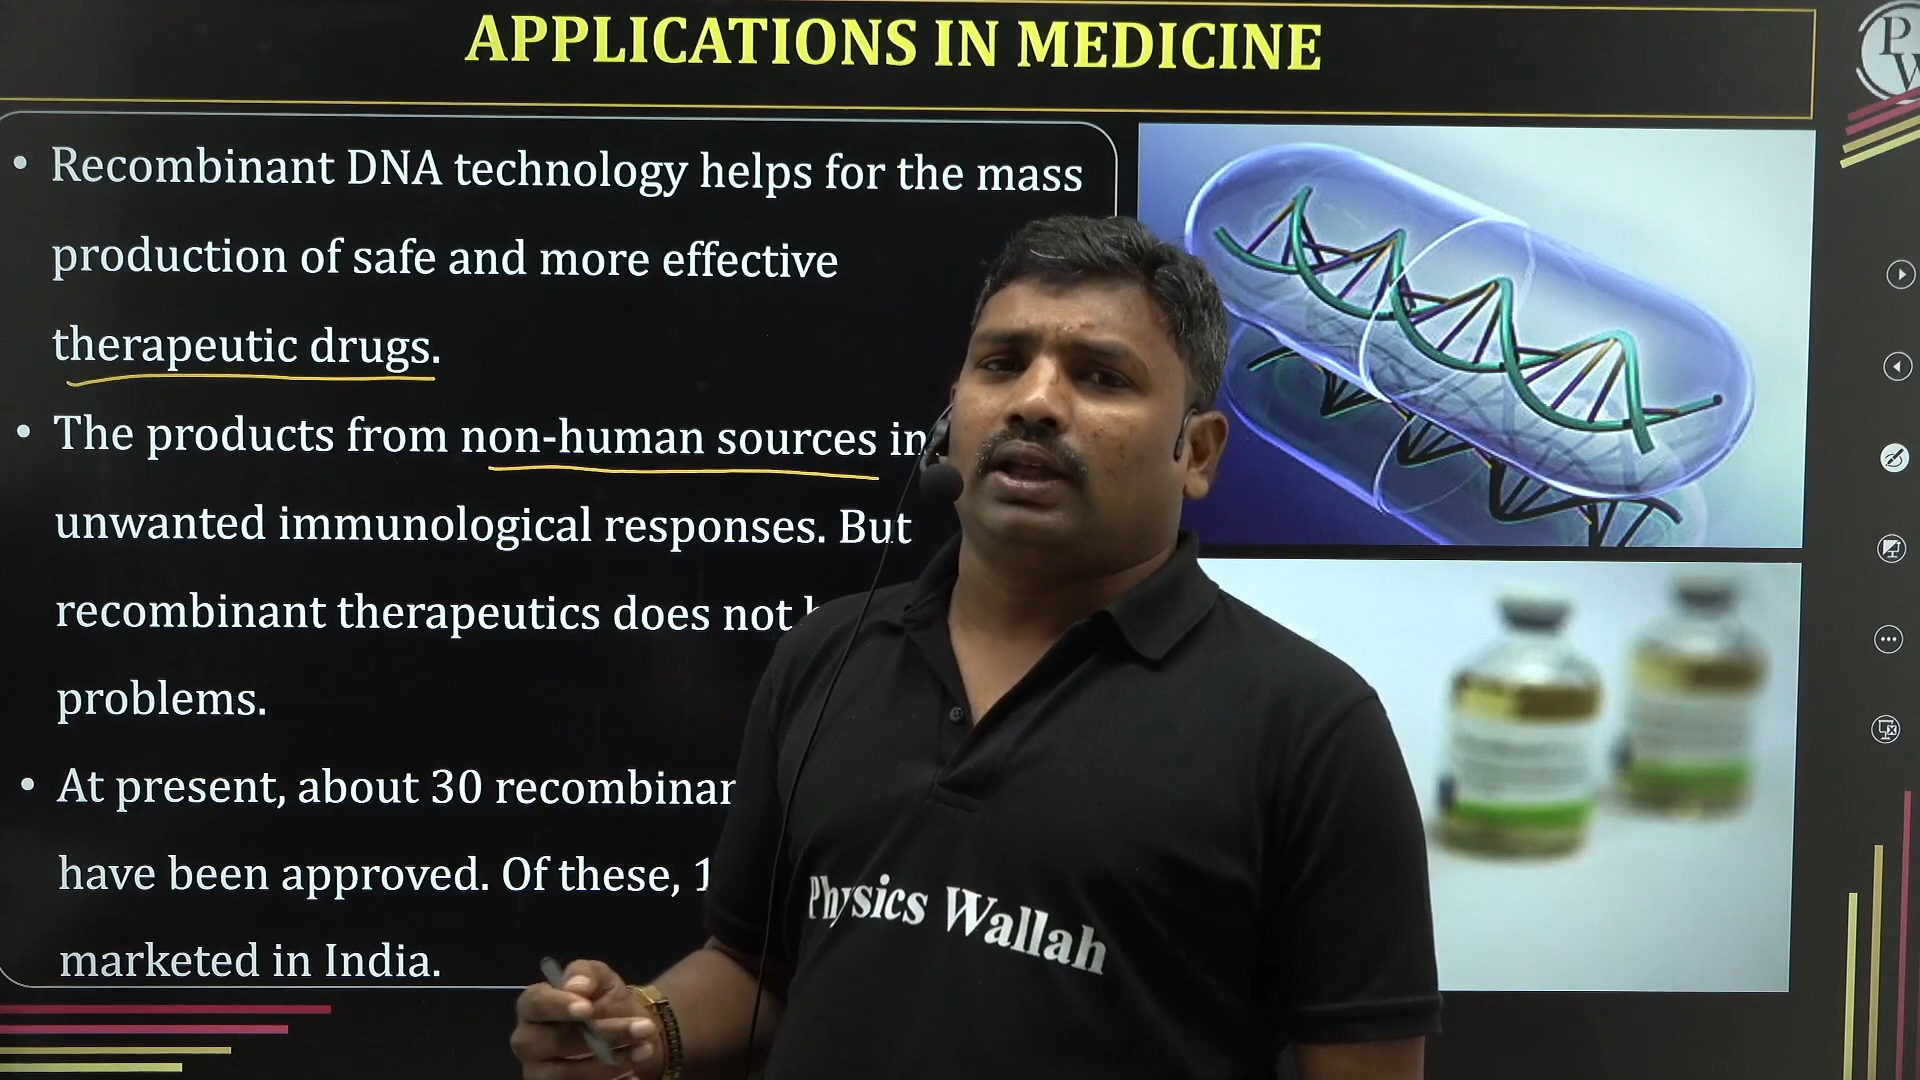 APPLICATIONS IN MEDICINE
P
W
• Recombinant DNA technology helps for the mass
production of safe and more effective
therapeutic drugs.
• The products from non-human sources in
unwanted immunological responses. But
recombinant therapeutics does not
problems.
• At present, about 30
have been approved. Of these, 1
marketed in India.
Physics Wallah